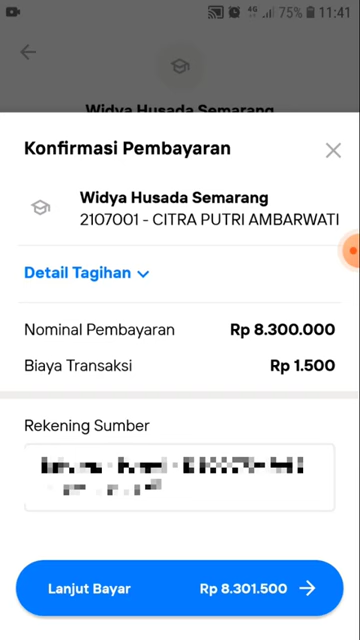 4G 75% 11:41
Widya Husada Semarang
Konfirmasi Pembayaran
Widya Husada Semarang
2107001 - CITRA PUTRI AMBARWATI
Detail Tagihan
Nominal Pembayaran Rp 8.300.000
Biaya Transaksi Rp 1.500
Rekening Sumber
Lanjut Bayar Rp 8.301.500